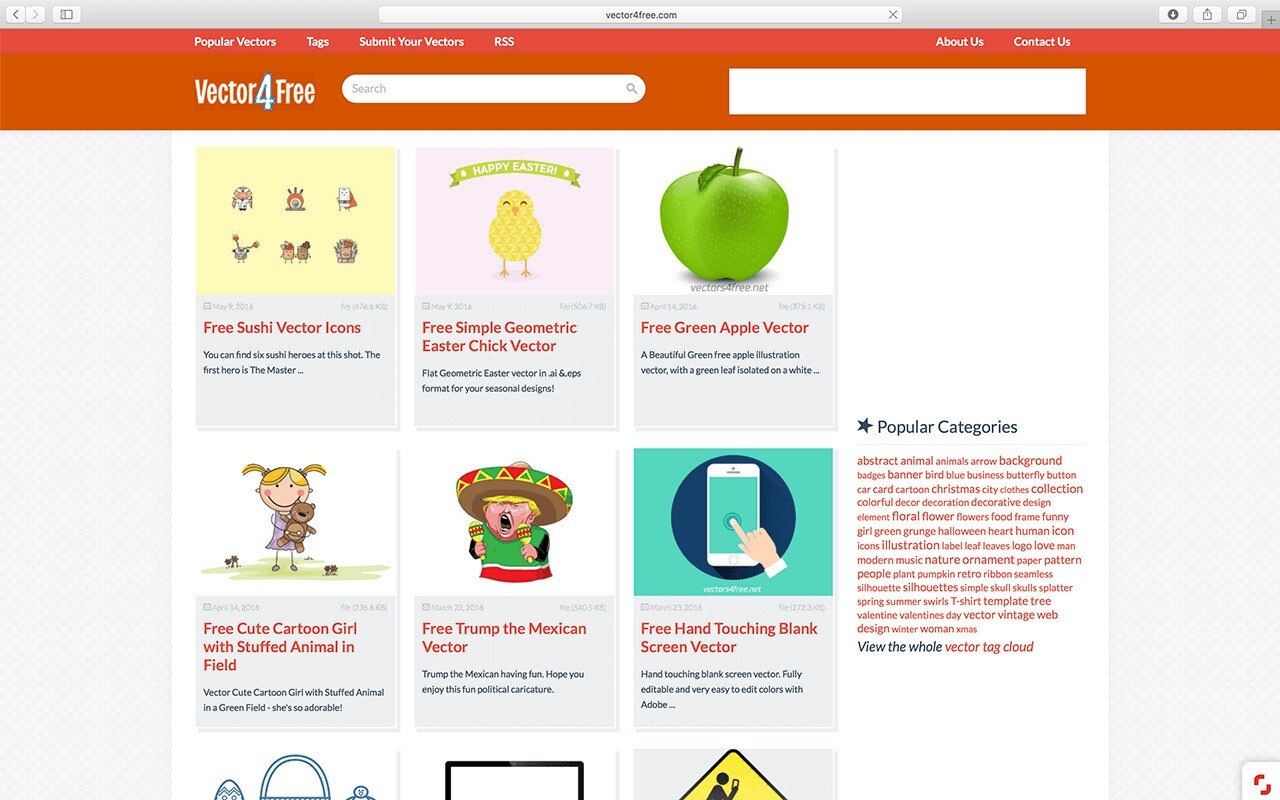 vector4free.com
Popular Vectors Tags Submit Your Vectors RSS About Us Contact Us
Vector4Free Search
HAPPY EASTER!
vectors4free.net
May 9, 2016 file (476.6 KB)
Free Sushi Vector Icons
You can find six sushi heroes at this shot. The
first hero is The Master ...
May 9, 2016 file (506.7 KB)
Free Simple Geometric
Easter Chick Vector
Flat Geometric Easter vector in .ai &.eps
format for your seasonal designs!
April 14, 2016 file (375.1 KB)
Free Green Apple Vector
A Beautiful Green free apple illustration
vector, with a green leaf isolated on a white ...
vectors4free.net
April 14, 2016 file (236.6 KB)
Free Cute Cartoon Girl
with Stuffed Animal in
Field
Vector Cute Cartoon Girl with Stuffed Animal
in a Green Field - she's so adorable!
March 23, 2016 file (540.5 KB)
Free Trump the Mexican
Vector
Trump the Mexican having fun. Hope you
enjoy this fun political caricature.
March 23, 2016 file (272.3 KB)
Free Hand Touching Blank
Screen Vector
Hand touching blank screen vector. Fully
editable and very easy to edit colors with
Adobe ...
Popular Categories
abstract animal animals arrow background
badges banner bird blue business butterfly button
car card cartoon christmas city clothes collection
colorful decor decoration decorative design
element floral flower flowers food frame funny
girl green grunge halloween heart human icon
icons illustration label leaf leaves logo love man
modern music nature ornament paper pattern
people plant pumpkin retro ribbon seamless
silhouette silhouettes simple skull skulls splatter
spring summer swirls T-shirt template tree
valentine valentines day vector vintage web
design winter woman xmas
View the whole vector tag cloud